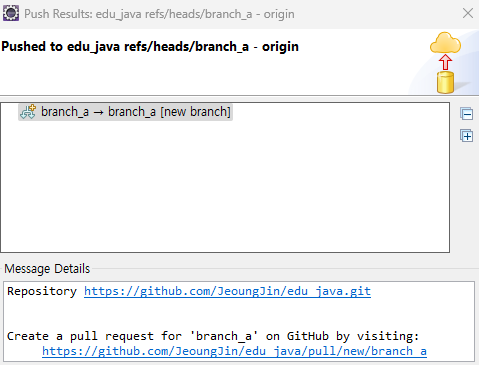 Push Results: edu_java refs/heads/branch_a - origin
Pushed to edu_java refs/heads/branch_a - origin
branch_a → branch_a [new branch]
Message Details
Repository https://github.com/JeoungJin/edu_java.git
Create a pull request for 'branch_a' on GitHub by visiting:
https://github.com/JeoungJin/edu_java/pull/new/branch_a